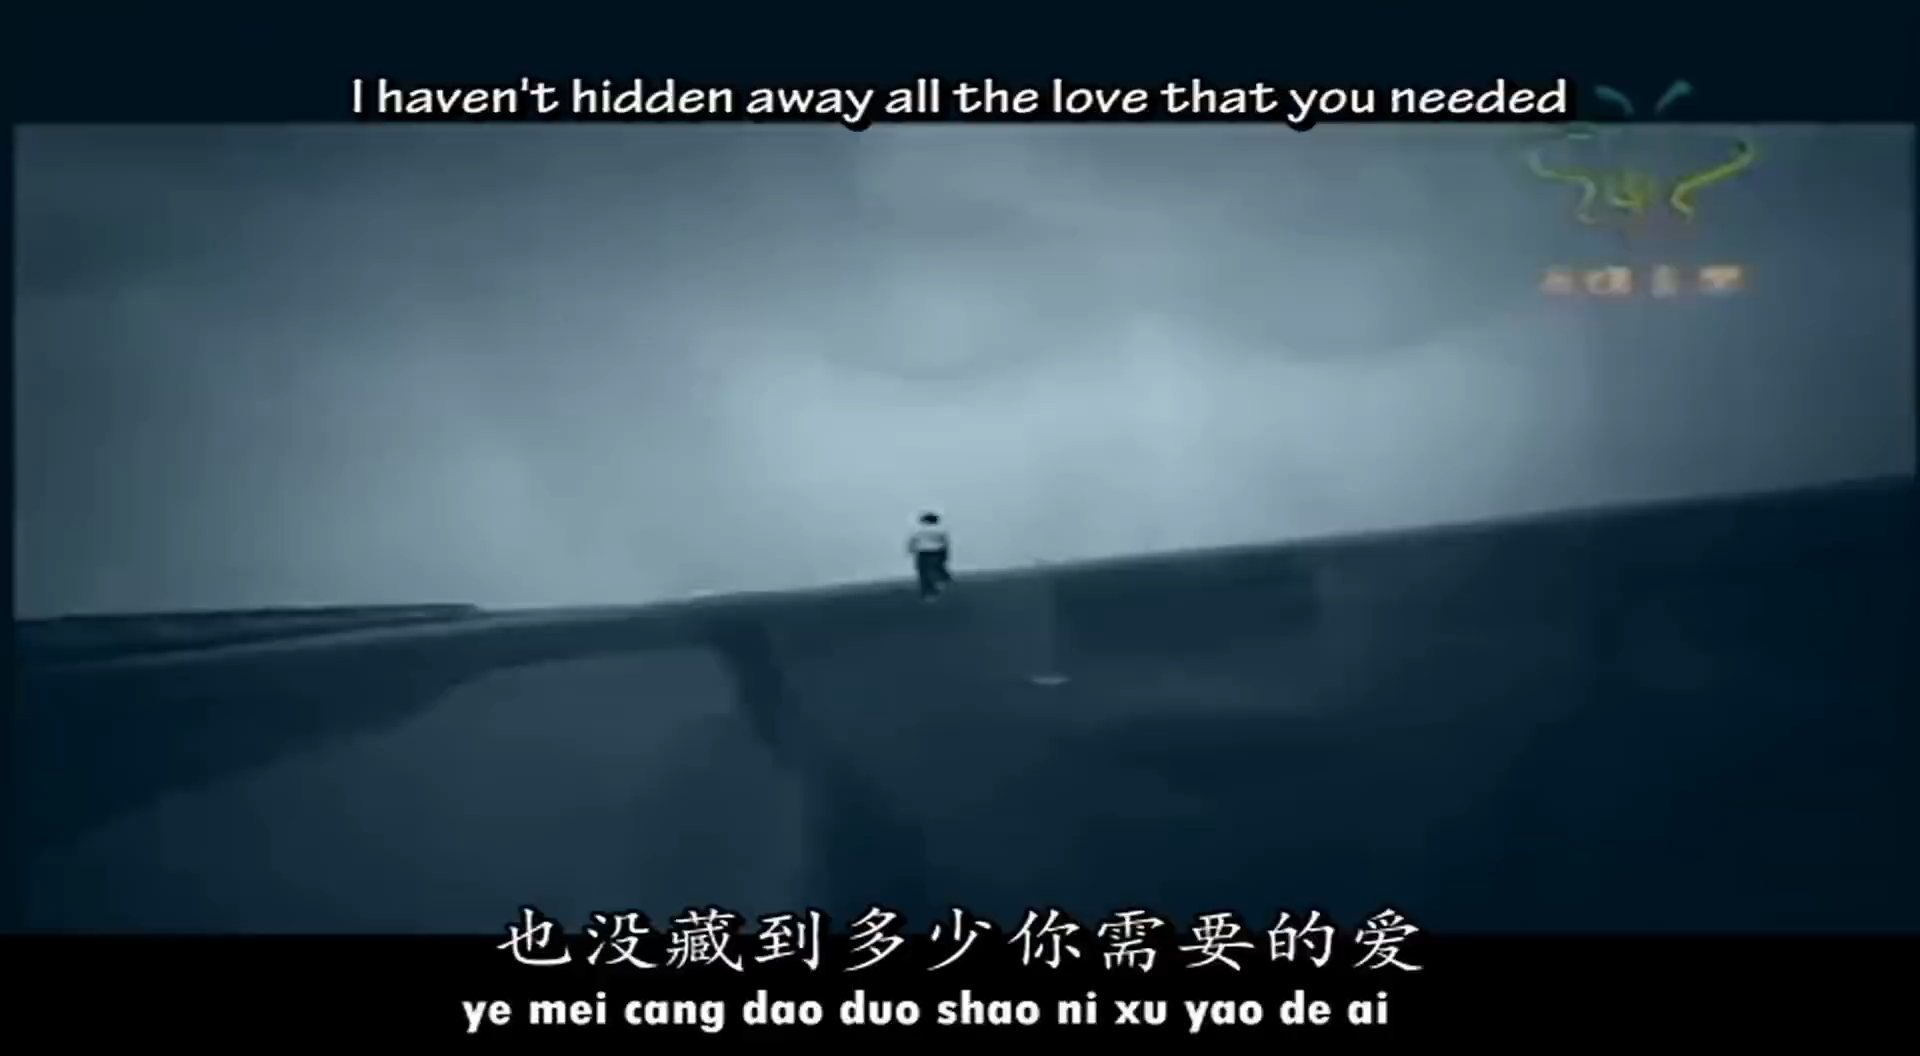 I haven't hidden away all the love that you needed
也没藏到多少你需要的爱
ye mei cang dao duo shao ni xu yao de ai